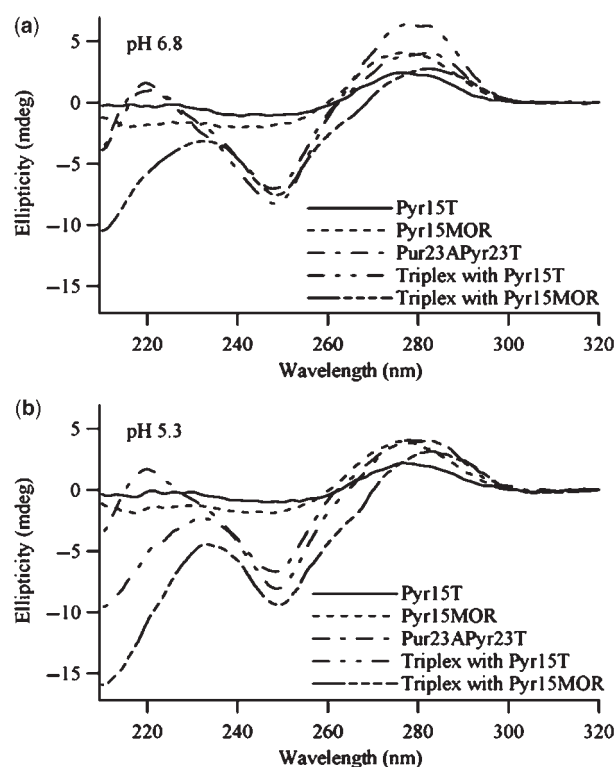 (a)
pH 6.8
5
0
−5
−10
−15
Ellipticity (mdeg)
Pyr15T
Pyr15MOR
Pur23APyr23T
Triplex with Pyr15T
Triplex with Pyr15MOR
220 240 260 280 300 320
Wavelength (nm)
(b)
pH 5.3
5
0
−5
−10
−15
Ellipticity (mdeg)
Pyr15T
Pyr15MOR
Pur23APyr23T
Triplex with Pyr15T
Triplex with Pyr15MOR
220 240 260 280 300 320
Wavelength (nm)